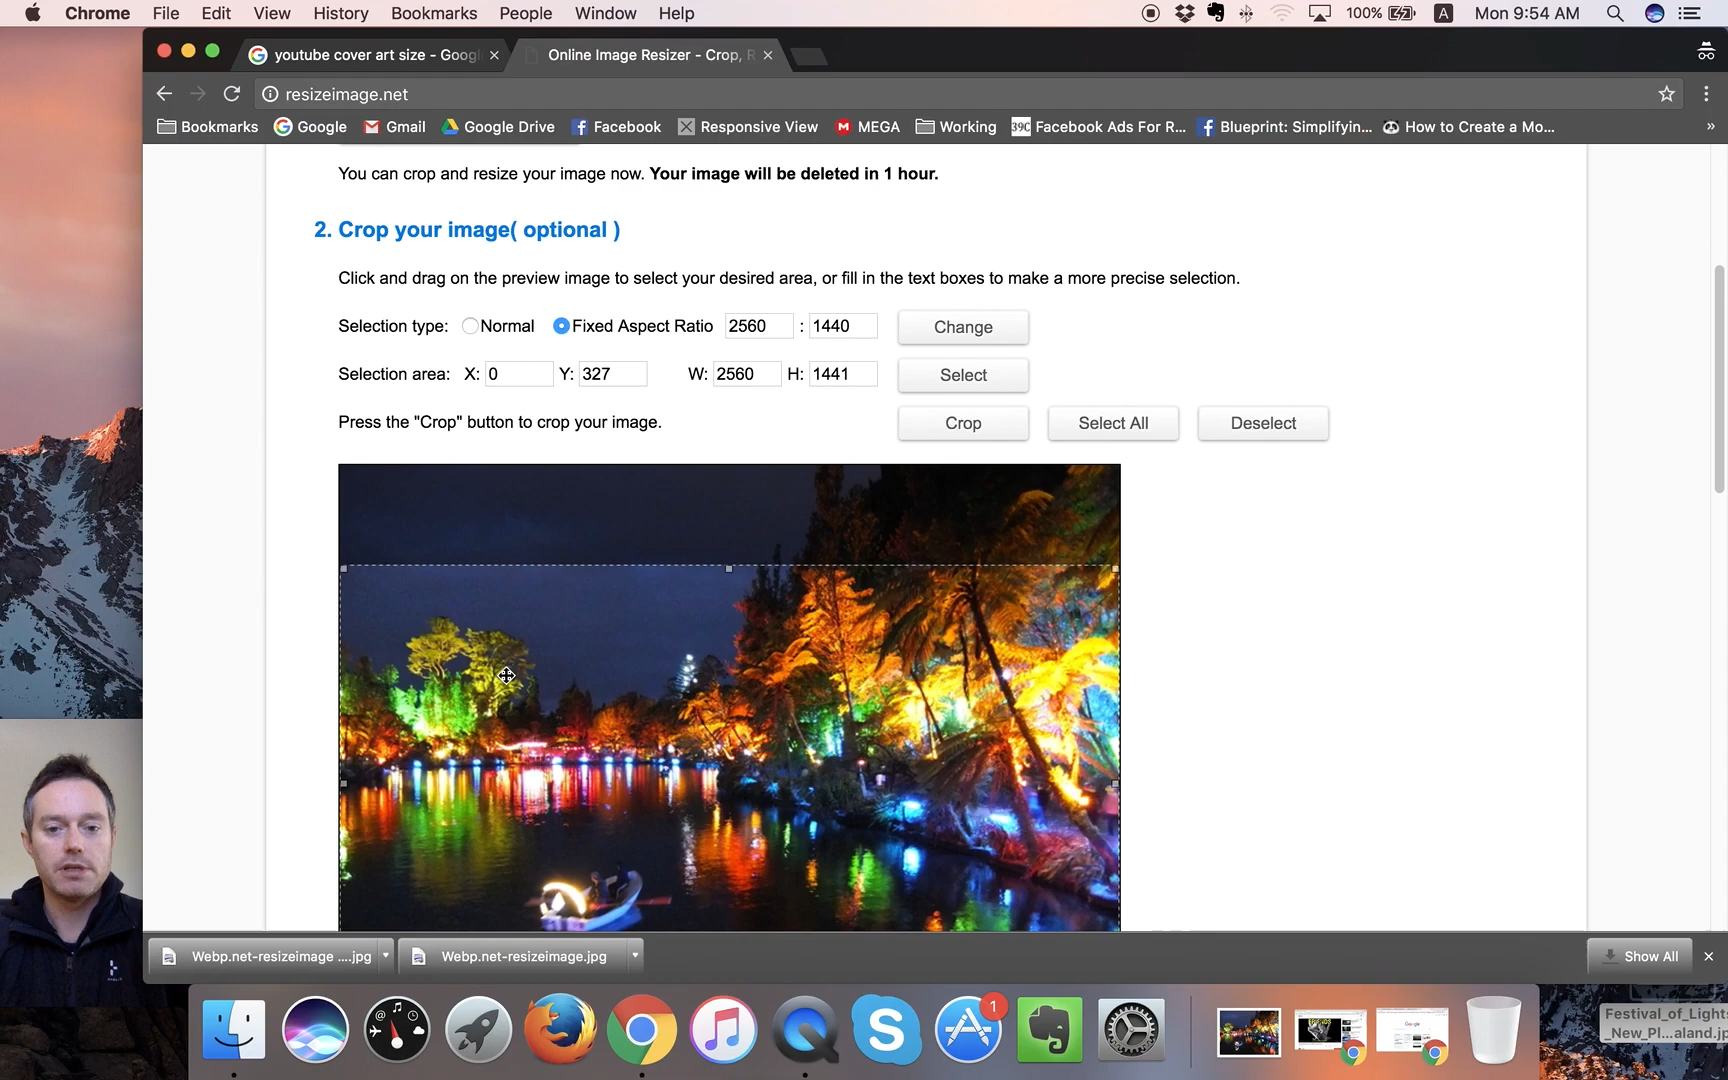 Chrome File Edit View History Bookmarks People Window Help 100% A Mon 9:54 AM
youtube cover art size - Googl
Online Image Resizer - Crop, R
resizeimage.net
Bookmarks Google Gmail Google Drive Facebook Responsive View MEGA Working Facebook Ads For R... Blueprint: Simplifyin... How to Create a Mo... »
You can crop and resize your image now. Your image will be deleted in 1 hour.
2. Crop your image( optional )
Click and drag on the preview image to select your desired area, or fill in the text boxes to make a more precise selection.
Selection type: Normal Fixed Aspect Ratio 2560 : 1440 Change
Selection area: X: 0 Y: 327 W: 2560 H: 1441 Select
Press the "Crop" button to crop your image. Crop Select All Deselect
Webp.net-resizeimage ....jpg
Webp.net-resizeimage.jpg
Show All
1
Festival_of_Light
_New_Pl...aland.jp